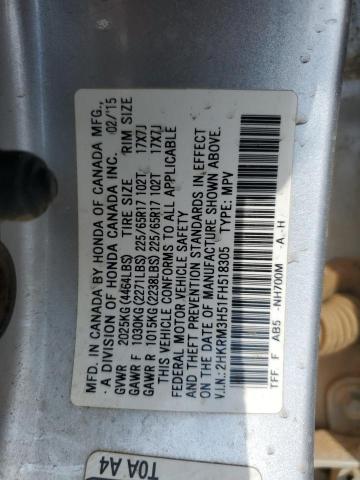 MFD. IN CANADA BY HONDA OF CANADA MFG.,
A DIVISION OF HONDA CANADA INC. 02/'15
GVWR 2025KG (4464LBS) TIRE SIZE RIM SIZE
GAWR F 1030KG (2271LBS) 225/65R17 102T 17X7J
GAWR R 1015KG (2238LBS) 225/65R17 102T 17X7J
THIS VEHICLE CONFORMS TO ALL APPLICABLE
FEDERAL MOTOR VEHICLE SAFETY
AND THEFT PREVENTION STANDARDS IN EFFECT
ON THE DATE OF MANUFACTURE SHOWN ABOVE.
V.I.N.: 2HKRM3H51FH518305 TYPE: MPV
TFF F AB5 -NH700M A H
T0A A4